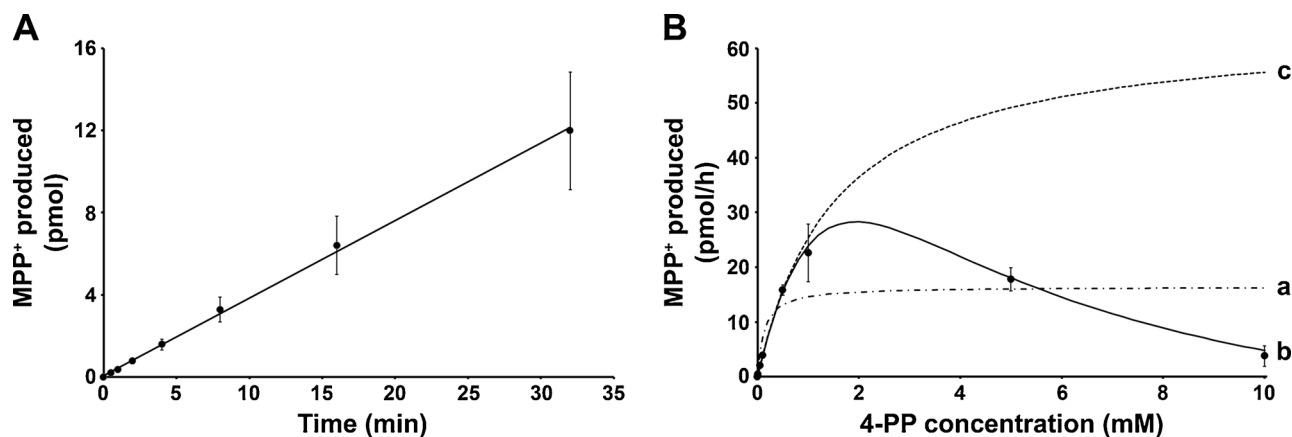 A
MPP⁺ produced
(pmol)
16
12
8
4
0
0
5
10
15
20
25
30
35
Time (min)
B
MPP⁺ produced
(pmol/h)
60
50
40
30
20
10
0
0
2
4
6
8
10
4-PP concentration (mM)
c
a
b